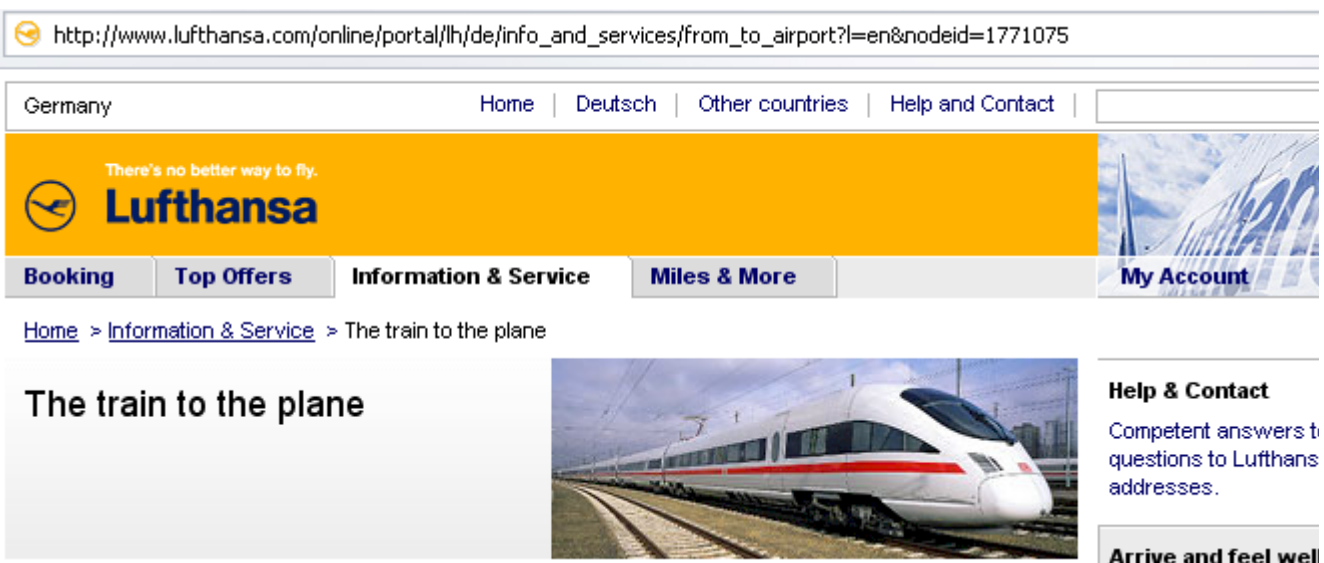 http://www.lufthansa.com/online/portal/lh/de/info_and_services/from_to_airport?l=en&nodeid=1771075
Germany Home | Deutsch | Other countries | Help and Contact |
There's no better way to fly.
Lufthansa
Booking Top Offers Information & Service Miles & More My Account
Home > Information & Service > The train to the plane
The train to the plane
Help & Contact
Competent answers to
questions to Lufthans
addresses.
Arrive and feel well